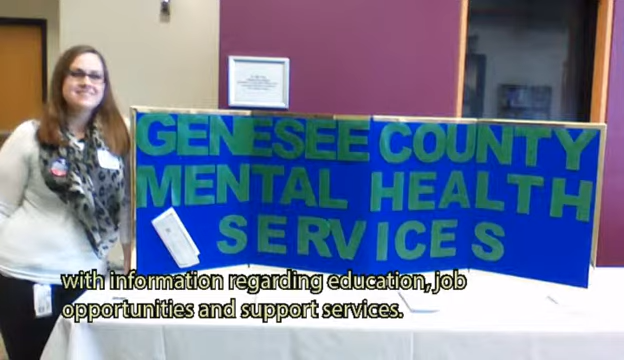 GENESEE COUNTY
MENTAL HEALTH
SERVICES
with information regarding education, job
opportunities and support services.